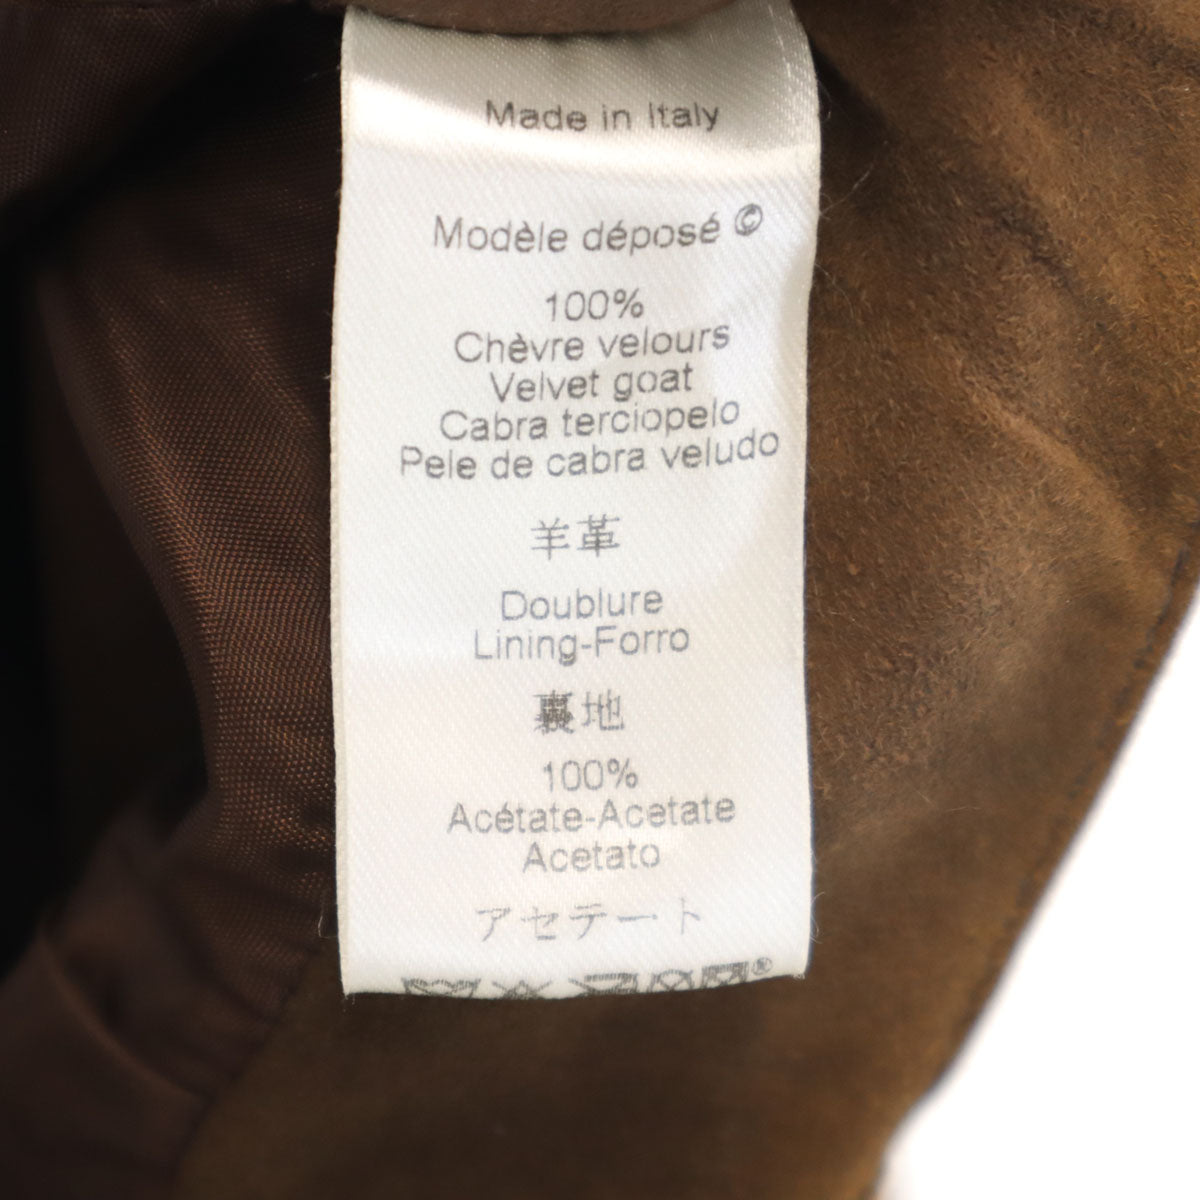 Made in Italy
Modèle déposé ©
100%
Chèvre velours
Velvet goat
Cabra terciopelo
Pele de cabra veludo
羊革
Doublure
Lining-Forro
裏地
100%
Acétate-Acetate
Acetato
アセテート
®